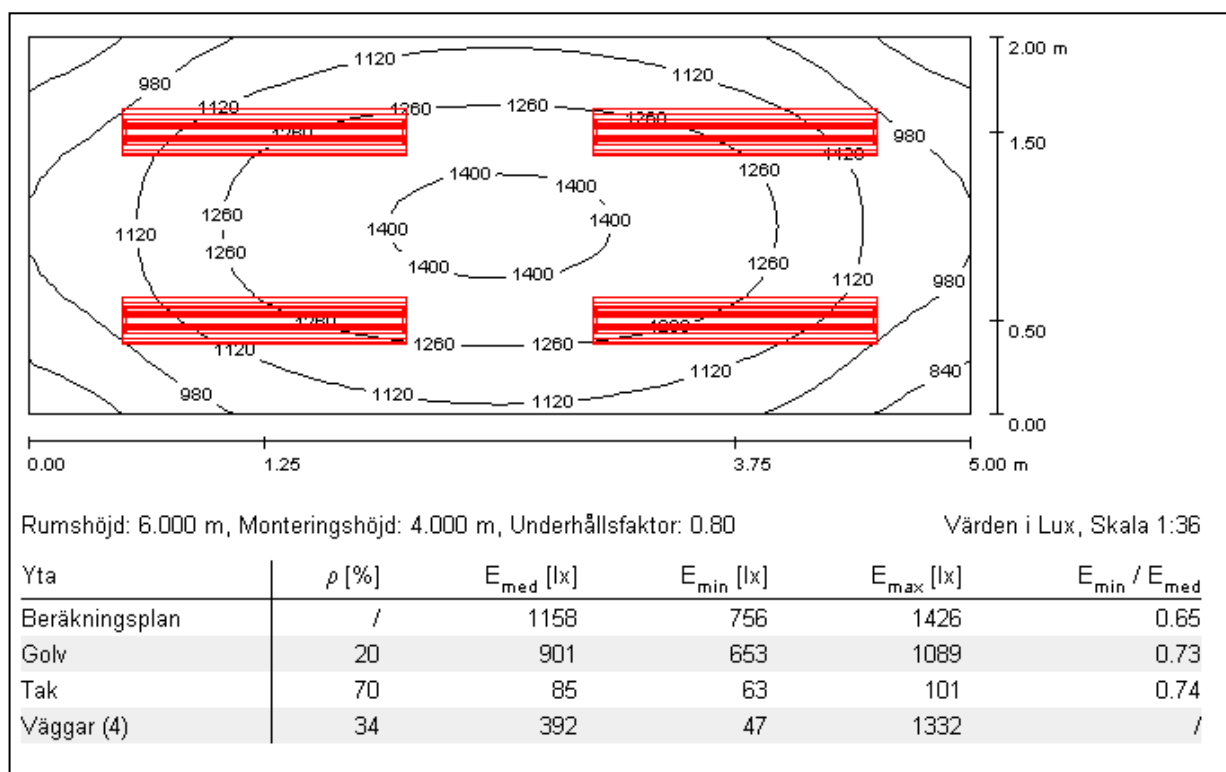 1120 1120 2.00 m
980
1120 1120
1260 1260 980
1260 1260
1.50
1260 1120
1400 1400
1260
1400 1400
1120
1260 1260
1400 1400
1120 980
0.50
1260
1260 1260
1120 1120
840
980 1120 1120
0.00
0.00 1.25 3.75 5.00 m
Rumshöjd: 6.000 m, Monteringshöjd: 4.000 m, Underhållsfaktor: 0.80 Värden i Lux, Skala 1:36
Yta ρ [%] Emed [lx] Emin [lx] Emax [lx] Emin / Emed
Beräkningsplan / 1158 756 1426 0.65
Golv 20 901 653 1089 0.73
Tak 70 85 63 101 0.74
Väggar (4) 34 392 47 1332 /